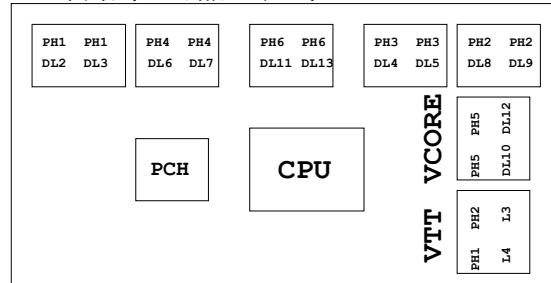 PH1 PH1
DL2 DL3
PH4 PH4
DL6 DL7
PH6 PH6
DL11 DL13
PH3 PH3
DL4 DL5
PH2 PH2
DL8 DL9
PCH
CPU
VCORE
PH5 DL12
PH5 DL10
VTT
PH2 L3
PH1 L4